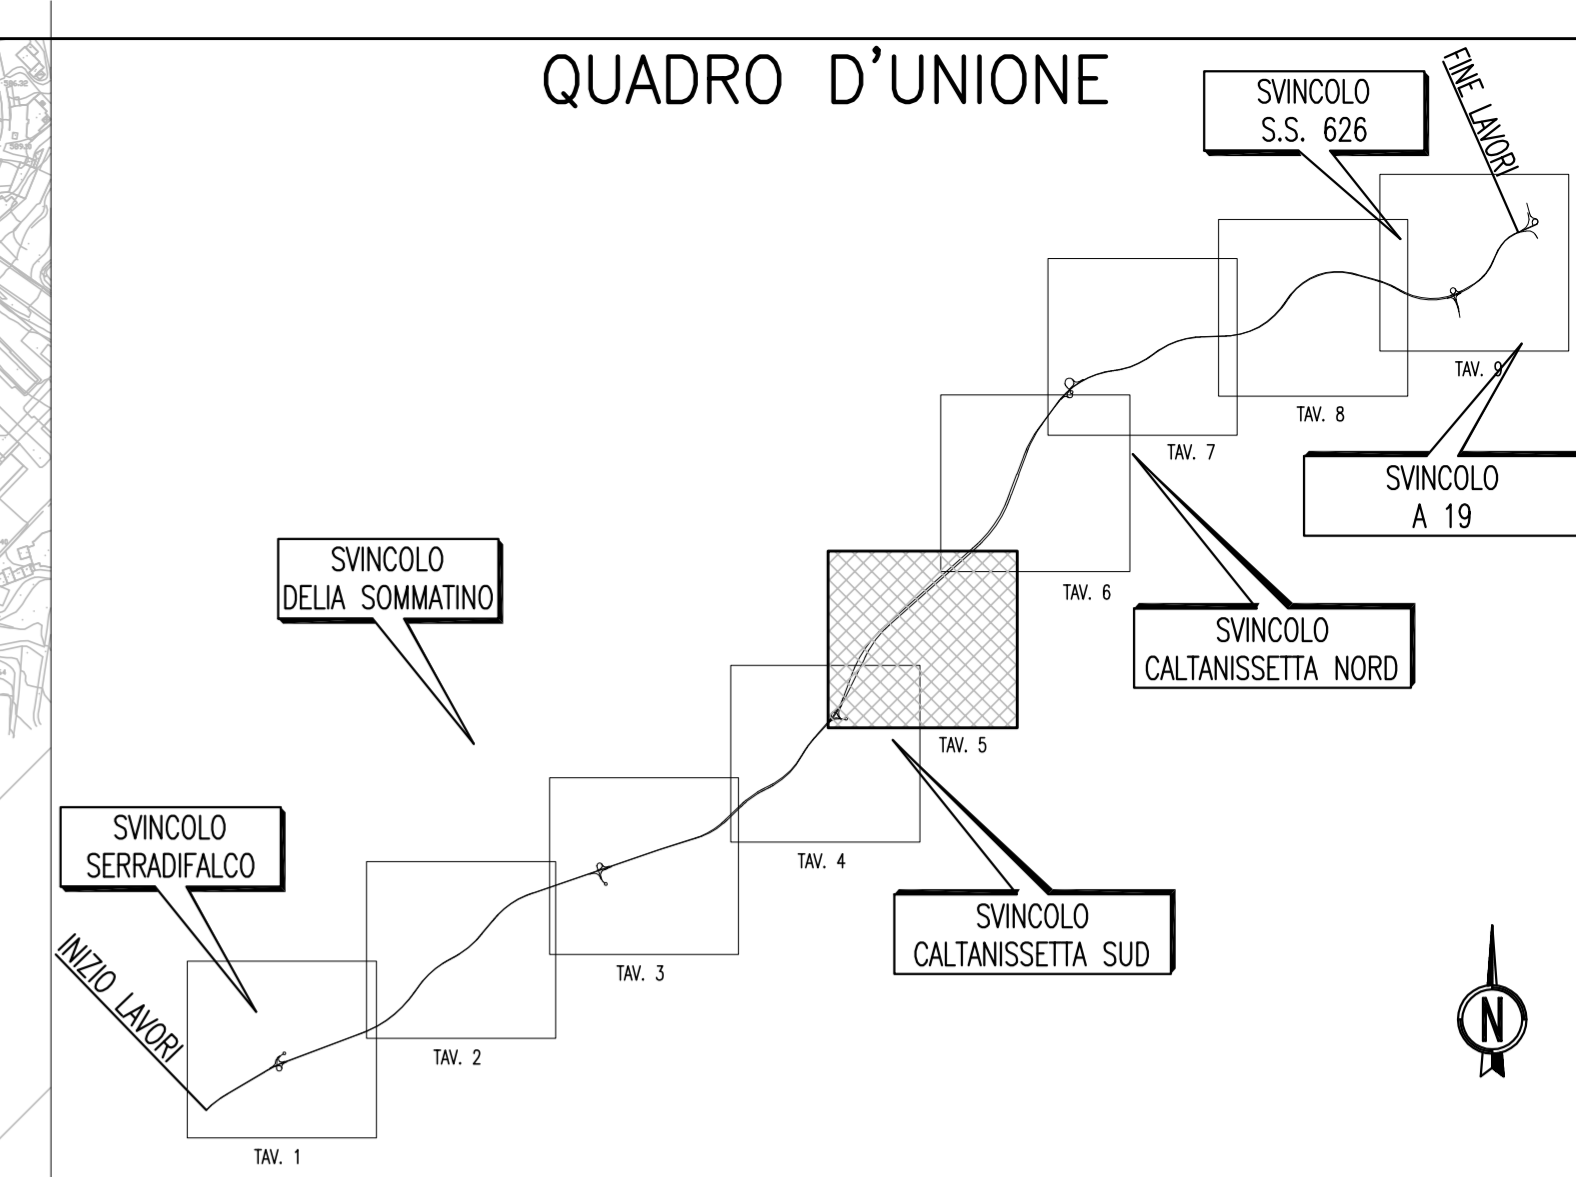 QUADRO D'UNIONE
SVINCOLO
S.S. 626
FINE LAVORI
TAV. 9
TAV. 8
TAV. 7
SVINCOLO
A 19
SVINCOLO
DELIA SOMMATINO
TAV. 6
SVINCOLO
CALTANISSETTA NORD
TAV. 5
SVINCOLO
SERRADIFALCO
TAV. 4
SVINCOLO
CALTANISSETTA SUD
TAV. 3
INIZIO LAVORI
TAV. 2
N
TAV. 1